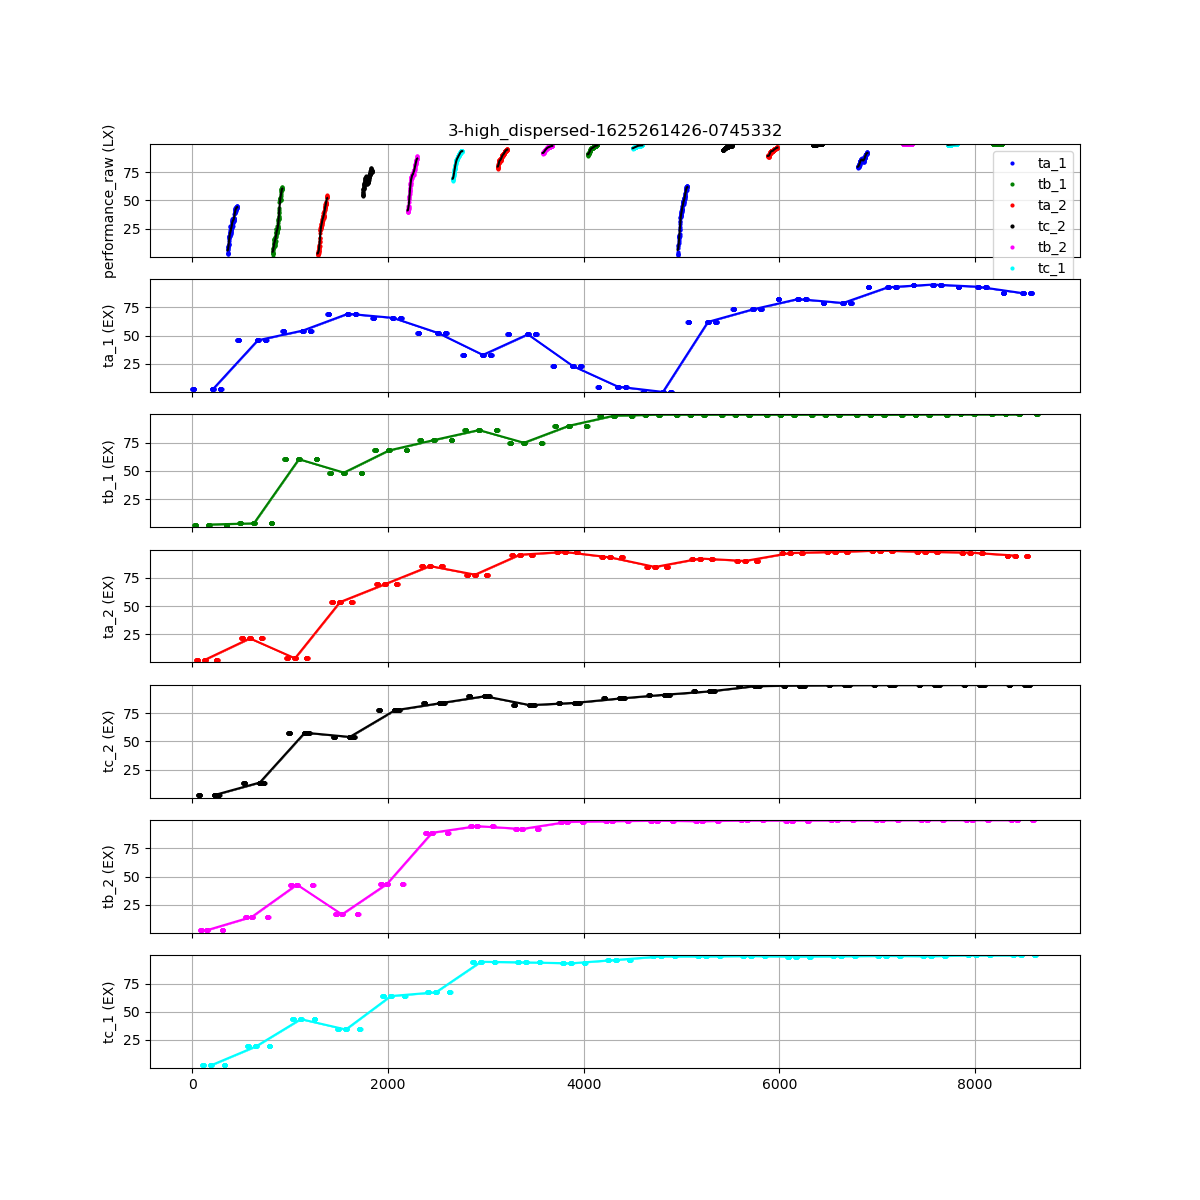 3-high_dispersed-1625261426-0745332
performance_raw (LX)
75
50
25
ta_1
tb_1
ta_2
tc_2
tb_2
tc_1
ta_1 (EX)
75
50
25
tb_1 (EX)
75
50
25
ta_2 (EX)
75
50
25
tc_2 (EX)
75
50
25
tb_2 (EX)
75
50
25
tc_1 (EX)
75
50
25
0 2000 4000 6000 8000